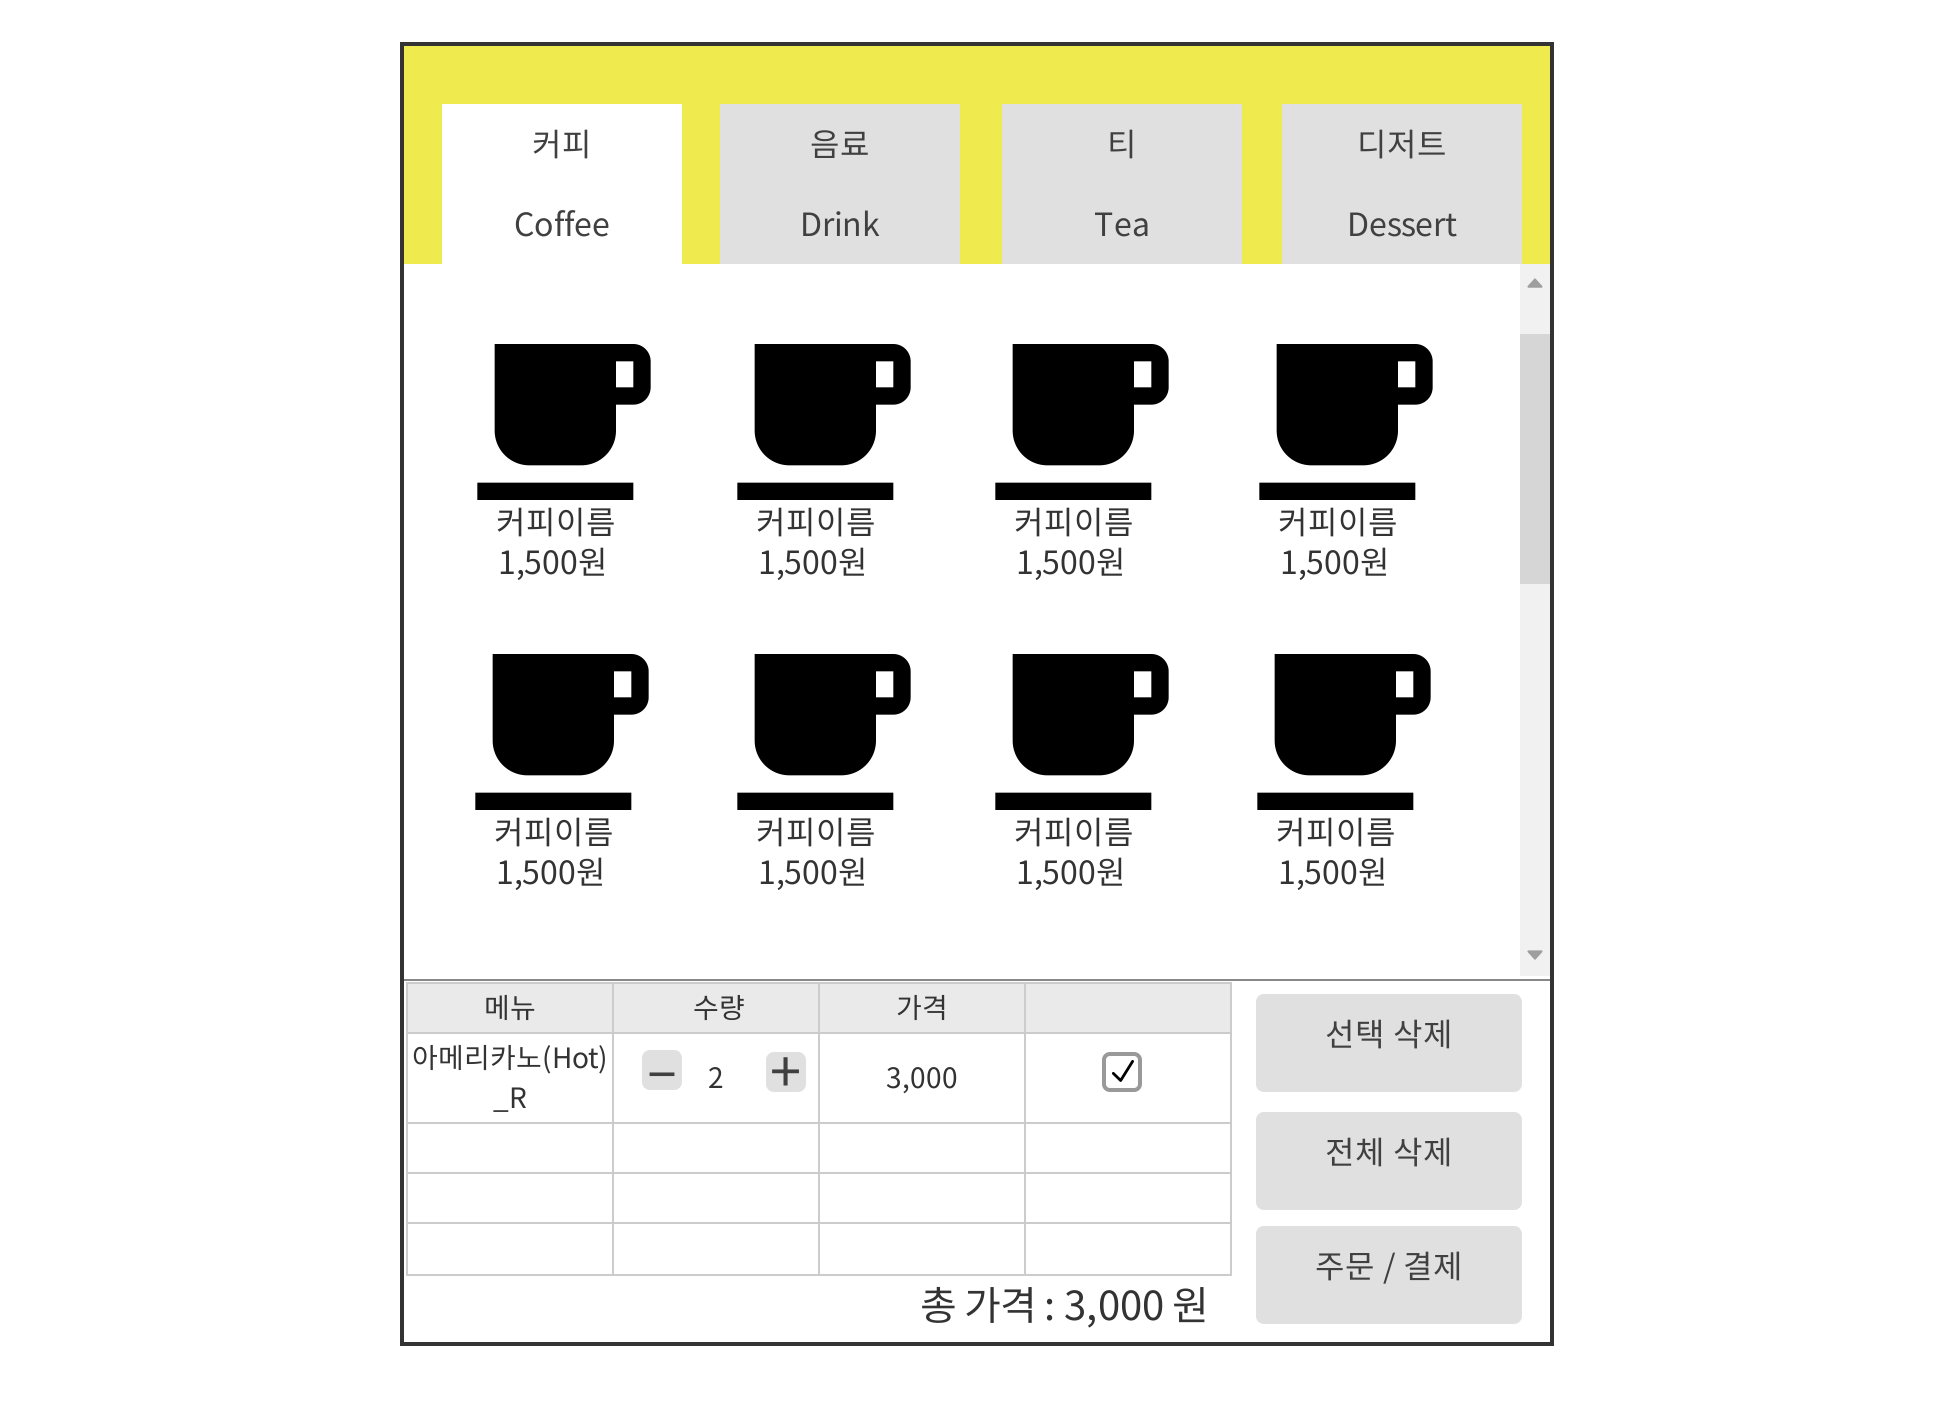 커피 음료 티 디저트
Coffee Drink Tea Dessert
커피이름 커피이름 커피이름 커피이름
1,500원 1,500원 1,500원 1,500원
커피이름 커피이름 커피이름 커피이름
1,500원 1,500원 1,500원 1,500원
메뉴 수량 가격
아메리카노(Hot)
_R
2 3,000
선택 삭제
전체 삭제
주문 / 결제
총 가격 : 3,000 원